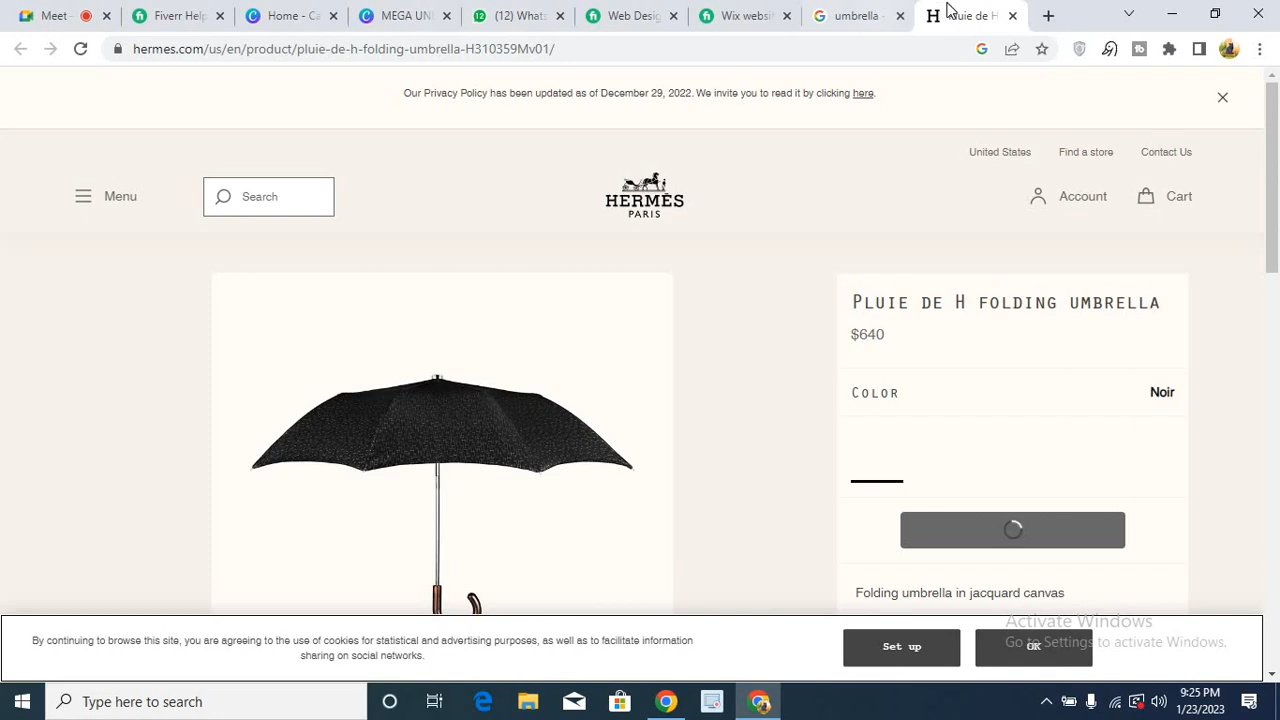 Meet -
Fiverr Help
Home - Ca
MEGA UNI
(12) Whats
Web Desig
Wix websit
umbrella -
Pluie de H
hermes.com/us/en/product/pluie-de-h-folding-umbrella-H310359Mv01/
Our Privacy Policy has been updated as of December 29, 2022. We invite you to read it by clicking here.
United States
Find a store
Contact Us
Menu
Search
HERMÈS
PARIS
Account
Cart
Pluie de H folding umbrella
$640
Color
Noir
Folding umbrella in jacquard canvas
By continuing to browse this site, you are agreeing to the use of cookies for statistical and advertising purposes, as well as to facilitate information
sharing on social networks.
Set up
OK
Activate Windows
Go to Settings to activate Windows.
Type here to search
9:25 PM
1/23/2023